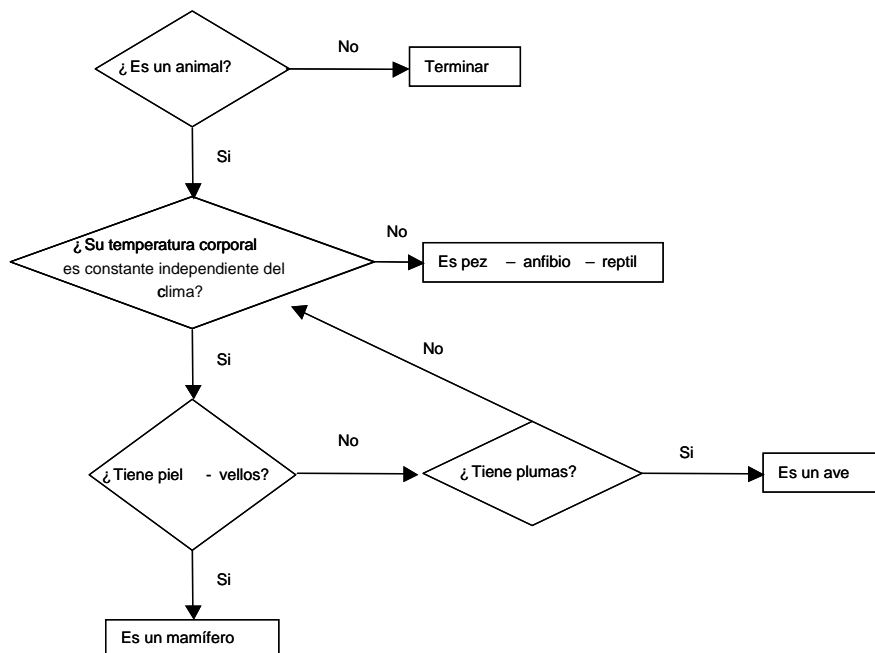 No
¿Es un animal?
Terminar
Si
¿Su temperatura corporal
es constante independiente del
clima?
No
Es pez – anfibio – reptil
No
Si
No
Si
¿Tiene piel - vellos?
¿Tiene plumas?
Es un ave
Si
Es un mamífero